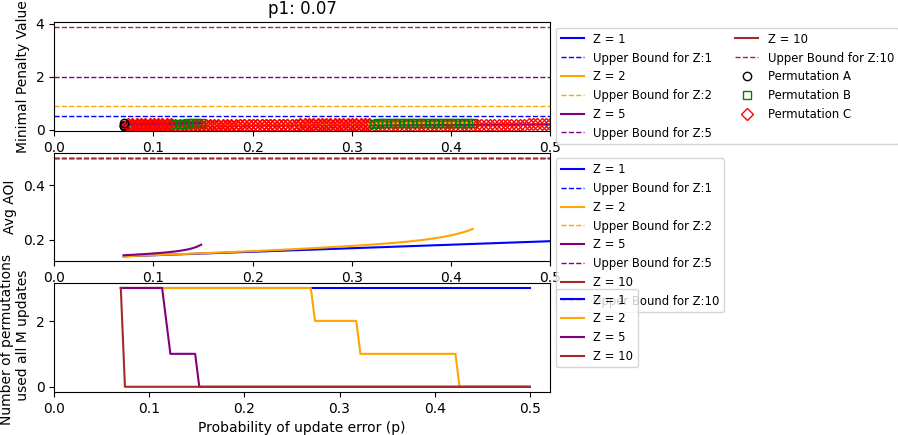 p1: 0.07
Minimal Penalty Value
4
2
0
0.0 0.1 0.2 0.3 0.4 0.5
Z = 1
Upper Bound for Z:1
Z = 2
Upper Bound for Z:2
Z = 5
Upper Bound for Z:5
Z = 10
Upper Bound for Z:10
Permutation A
Permutation B
Permutation C
Avg AOI
0.4
0.2
0.0 0.1 0.2 0.3 0.4 0.5
Z = 1
Upper Bound for Z:1
Z = 2
Upper Bound for Z:2
Z = 5
Upper Bound for Z:5
Z = 10
Upper Bound for Z:10
Number of permutations
used all M updates
2
0
0.0 0.1 0.2 0.3 0.4 0.5
Probability of update error (p)
Z = 1
Z = 2
Z = 5
Z = 10